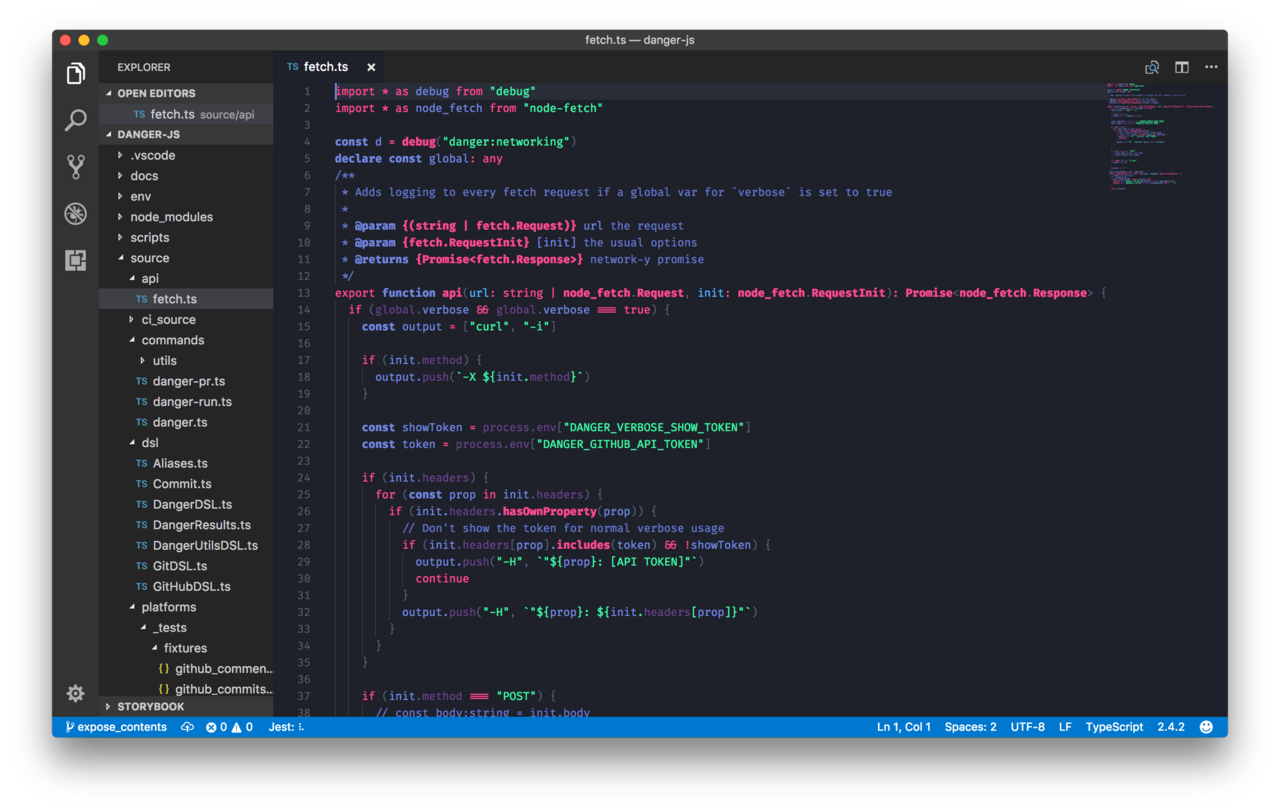 fetch.ts — danger-js
EXPLORER
OPEN EDITORS
TS fetch.ts source/api
DANGER-JS
.vscode
docs
env
node_modules
scripts
source
api
TS fetch.ts
ci_source
commands
utils
TS danger-pr.ts
TS danger-run.ts
TS danger.ts
dsl
TS Aliases.ts
TS Commit.ts
TS DangerDSL.ts
TS DangerResults.ts
TS DangerUtilsDSL.ts
TS GitDSL.ts
TS GitHubDSL.ts
platforms
_tests
fixtures
{} github_commen...
{} github_commits...
STORYBOOK
TS fetch.ts ×
1 import * as debug from "debug"
2 import * as node_fetch from "node-fetch"
3
4 const d = debug("danger:networking")
5 declare const global: any
6 /**
7  * Adds logging to every fetch request if a global var for `verbose` is set to true
8  *
9  * @param {(string | fetch.Request)} url the request
10  * @param {fetch.RequestInit} [init] the usual options
11  * @returns {Promise<fetch.Response>} network-y promise
12  */
13 export function api(url: string | node_fetch.Request, init: node_fetch.RequestInit): Promise<node_fetch.Response> {
14   if (global.verbose && global.verbose === true) {
15     const output = ["curl", "-i"]
16
17     if (init.method) {
18       output.push(`-X ${init.method}`)
19     }
20
21     const showToken = process.env["DANGER_VERBOSE_SHOW_TOKEN"]
22     const token = process.env["DANGER_GITHUB_API_TOKEN"]
23
24     if (init.headers) {
25       for (const prop in init.headers) {
26         if (init.headers.hasOwnProperty(prop)) {
27           // Don't show the token for normal verbose usage
28           if (init.headers[prop].includes(token) && !showToken) {
29             output.push("-H", `"${prop}: [API TOKEN]"`)
30             continue
31           }
32           output.push("-H", `"${prop}: ${init.headers[prop]}"`)
33         }
34       }
35     }
36
37     if (init.method === "POST") {
38       // const body:string = init.body
expose_contents 0 0 Jest:
Ln 1, Col 1 Spaces: 2 UTF-8 LF TypeScript 2.4.2